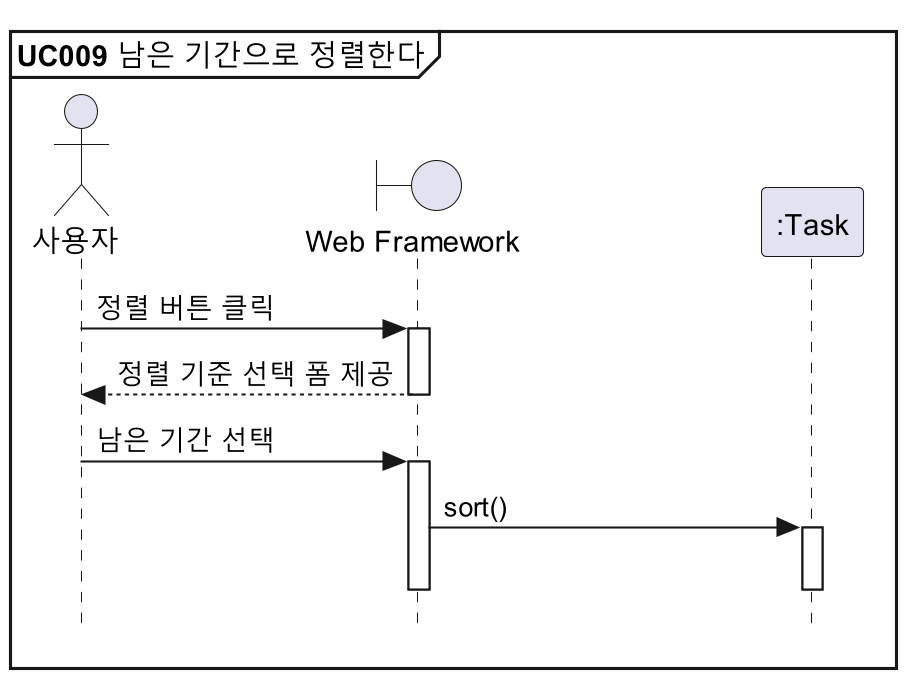 UC009 남은 기간으로 정렬한다
사용자
Web Framework
:Task
정렬 버튼 클릭
정렬 기준 선택 폼 제공
남은 기간 선택
sort()